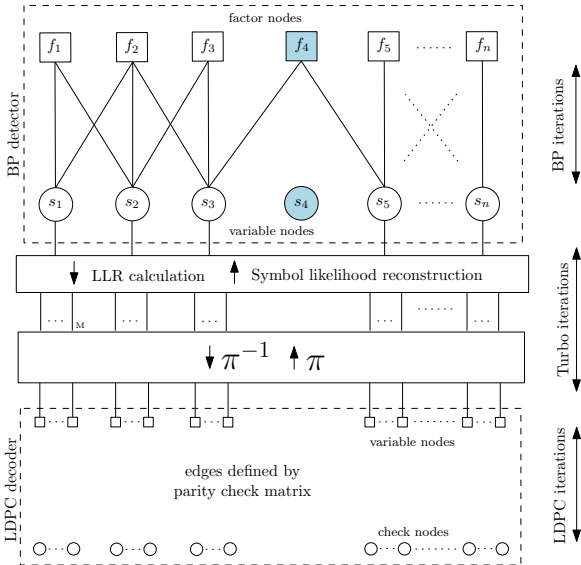 factor nodes
f1 f2 f3 f4 f5 ...... fn
BP detector
BP iterations
s1 s2 s3 s4 s5 ...... sn
variable nodes
LLR calculation Symbol likelihood reconstruction
Turbo iterations
... M ... ... ... ...... ...
π−1 π
... ... ... ... ...... ...
variable nodes
LDPC decoder
edges defined by
parity check matrix
LDPC iterations
check nodes
... ... ... ... ...... ...